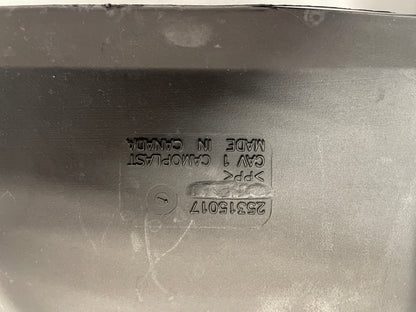 25315017
>PP<
CAV 1 CAMOPLAST
MADE IN CANADA